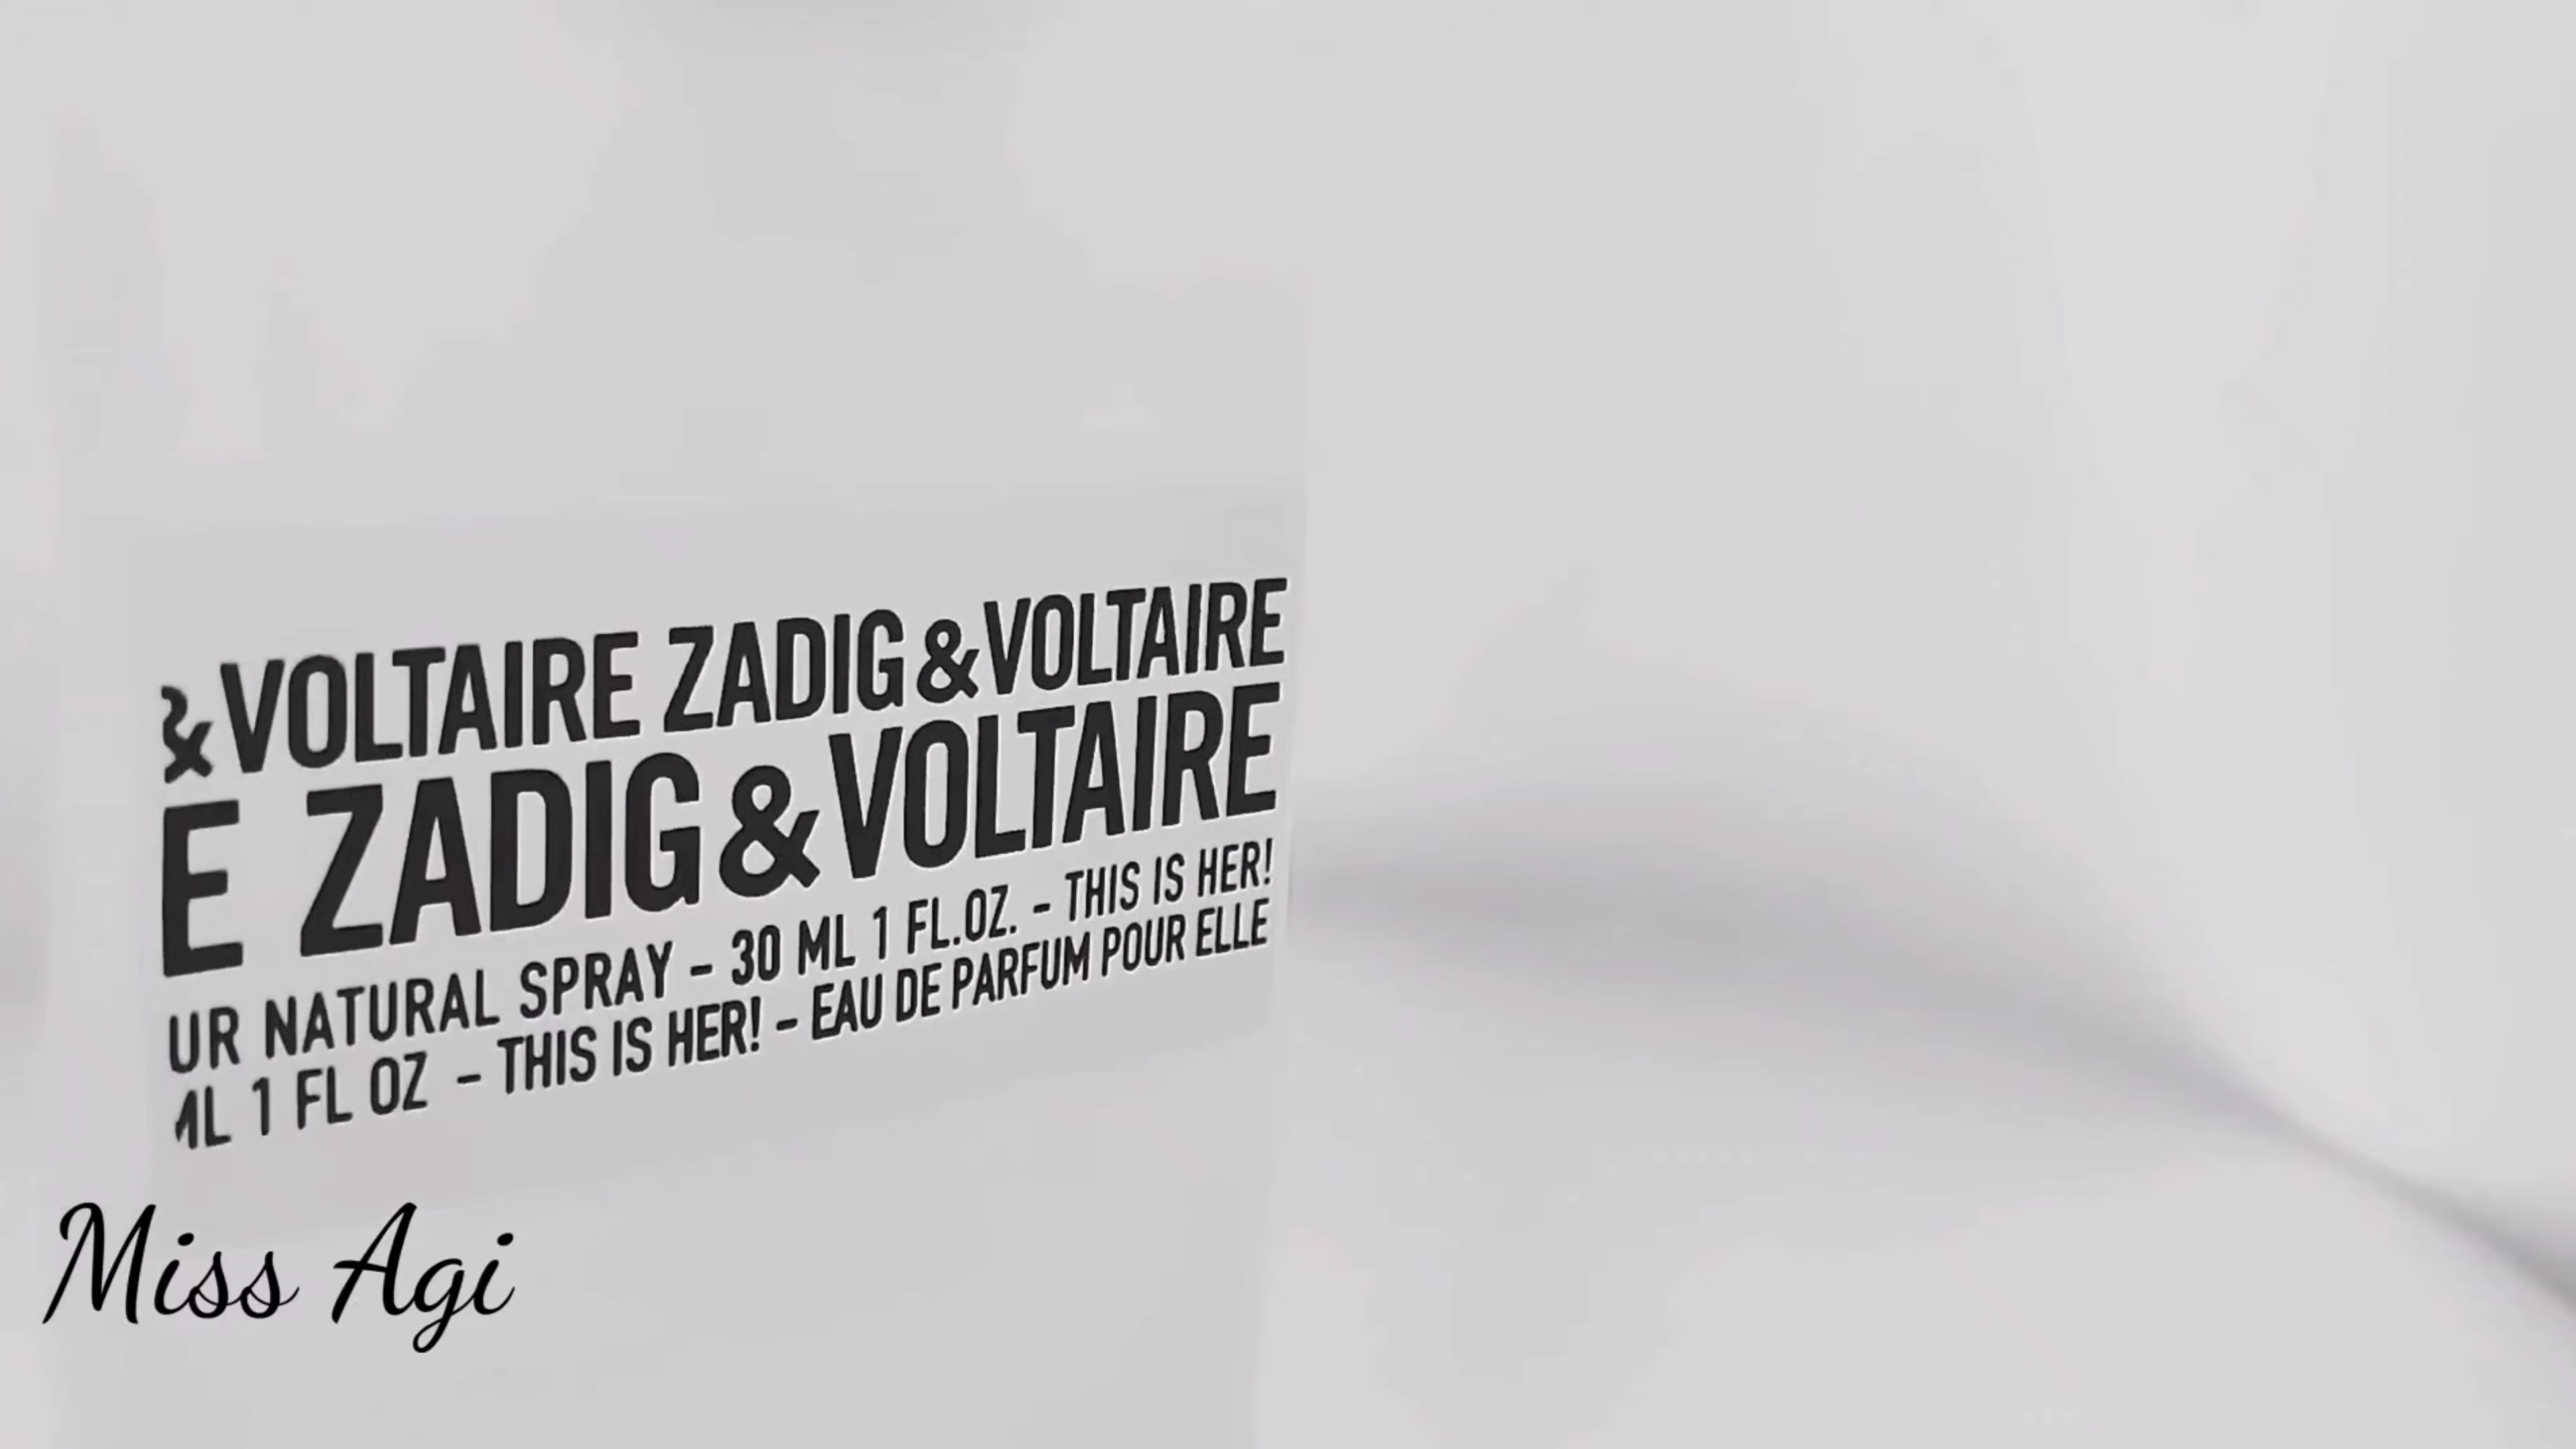 &VOLTAIRE ZADIG&VOLTAIRE
E ZADIG&VOLTAIRE
UR NATURAL SPRAY - 30 ML 1 FL.OZ. - THIS IS HER!
ML 1 FL OZ - THIS IS HER! - EAU DE PARFUM POUR ELLE
Miss Agi